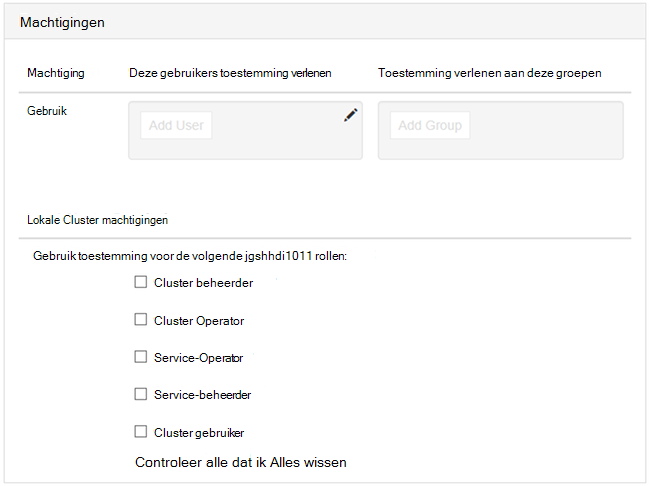 Machtigingen
Machtiging Deze gebruikers toestemming verlenen Toestemming verlenen aan deze groepen
Gebruik Add User Add Group
Lokale Cluster machtigingen
Gebruik toestemming voor de volgende jgshhdi1011 rollen:
Cluster beheerder
Cluster Operator
Service-Operator
Service-beheerder
Cluster gebruiker
Controleer alle dat ik Alles wissen